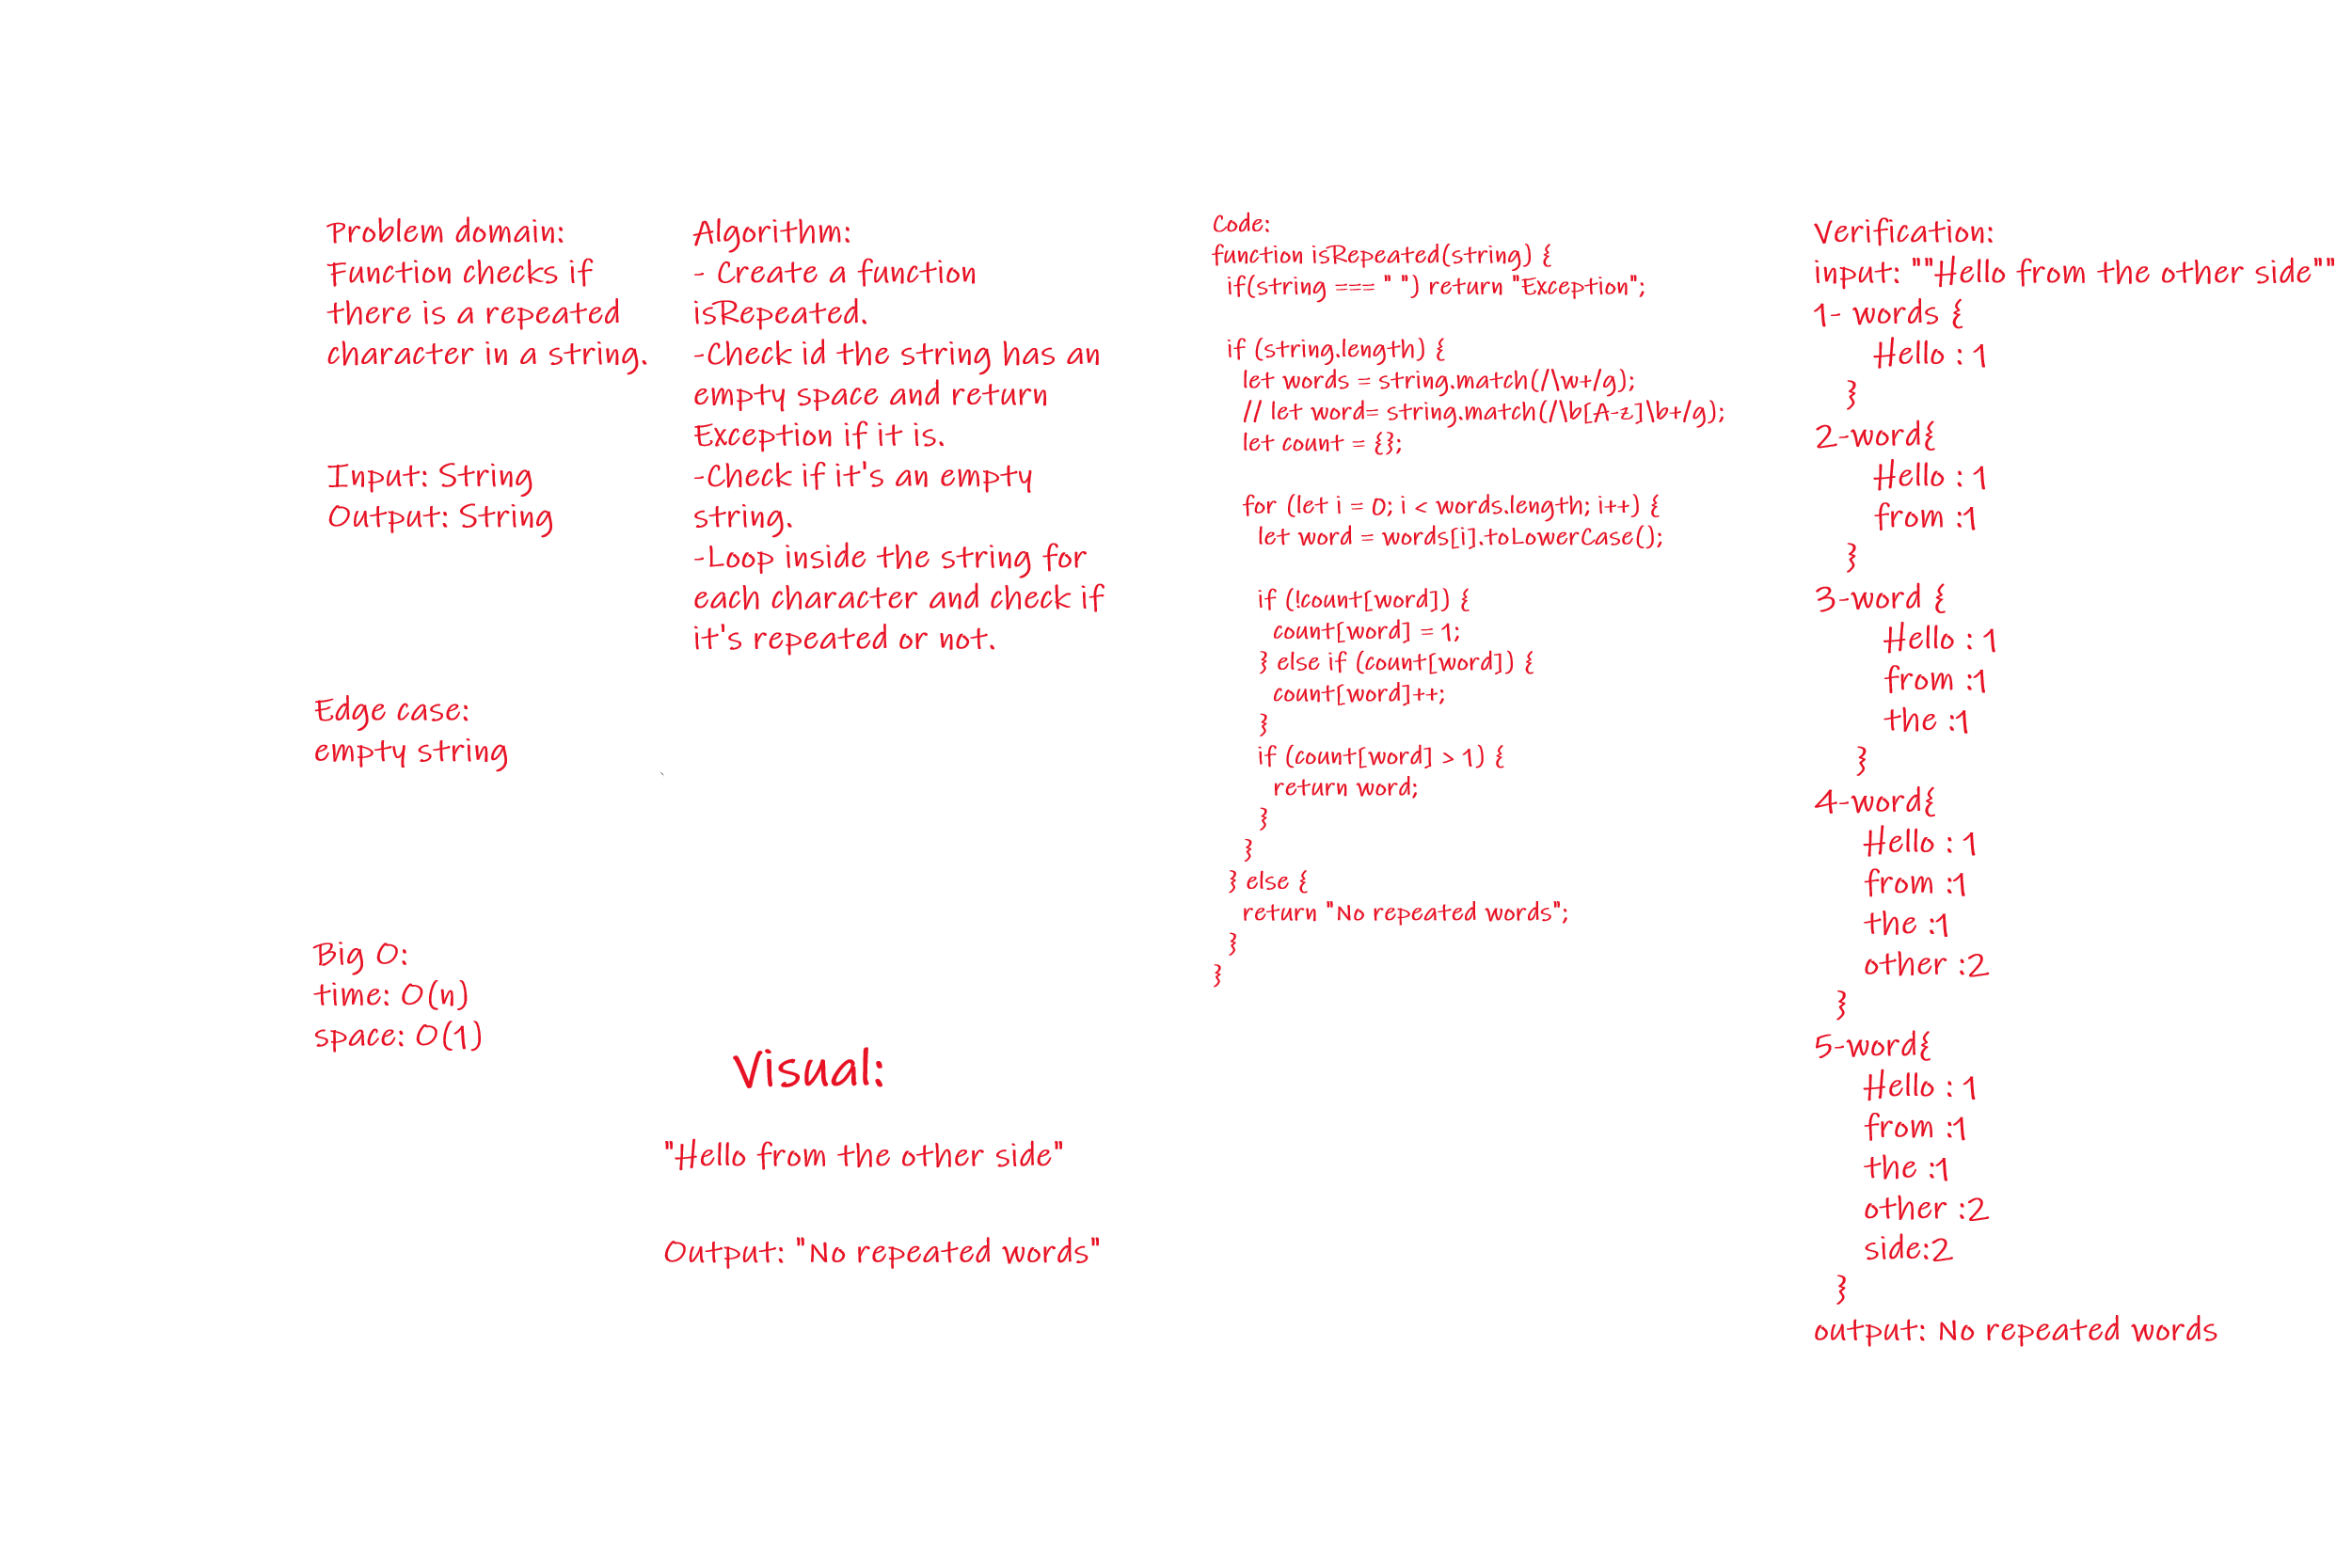 Problem domain:
Function checks if
there is a repeated
character in a string.
Input: String
Output: String
Edge case:
empty string
Big O:
time: O(n)
space: O(1)
Algorithm:
- Create a function
isRepeated.
-Check id the string has an
empty space and return
Exception if it is.
-Check if it's an empty
string.
-Loop inside the string for
each character and check if
it's repeated or not.
Visual:
"Hello from the other side"
Output: "No repeated words"
Code:
function isRepeated(string) {
if(string === " ") return "Exception";
if (string.length) {
let words = string.match(/\w+/g);
// let word= string.match(/\b[A-z]\b+/g);
let count = {};
for (let i = 0; i < words.length; i++) {
let word = words[i].toLowerCase();
if (!count[word]) {
count[word] = 1;
} else if (count[word]) {
count[word]++;
}
if (count[word] > 1) {
return word;
}
}
} else {
return "No repeated words";
}
}
Verification:
input: ""Hello from the other side""
1- words {
Hello : 1
}
2-word{
Hello : 1
from :1
}
3-word {
Hello : 1
from :1
the :1
}
4-word{
Hello : 1
from :1
the :1
other :2
}
5-word{
Hello : 1
from :1
the :1
other :2
side:2
}
output: No repeated words